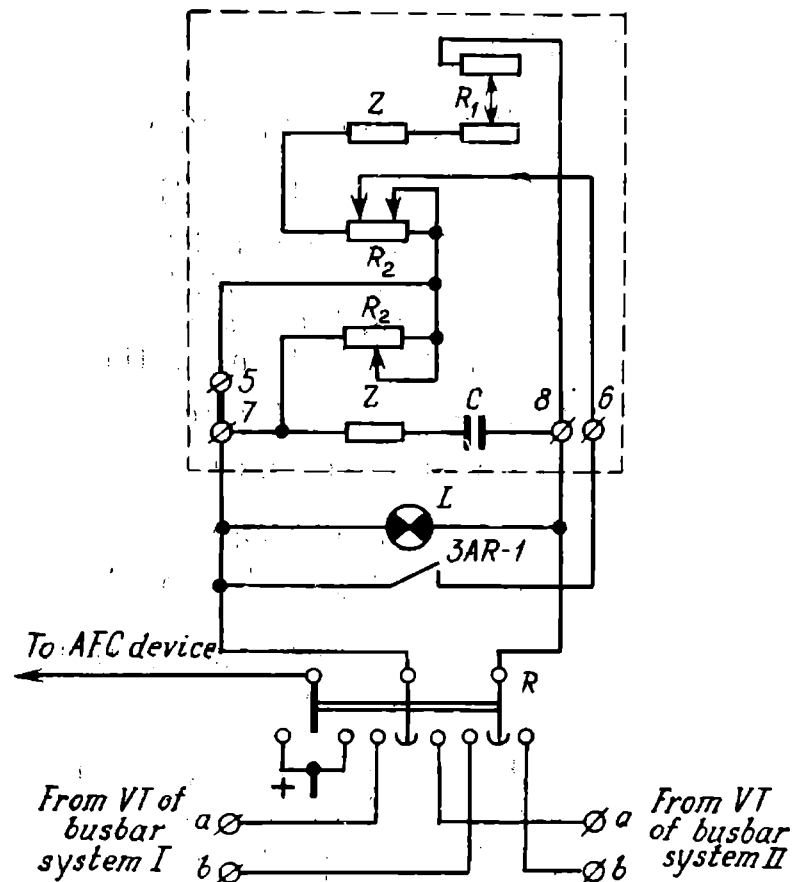 Z
R₁
R₂
R₂
5
7
Z
C
8
6
L
3AR-1
To AFC device
R
+
From VT of
busbar
system I
a
b
a
b
From VT
of busbar
system II